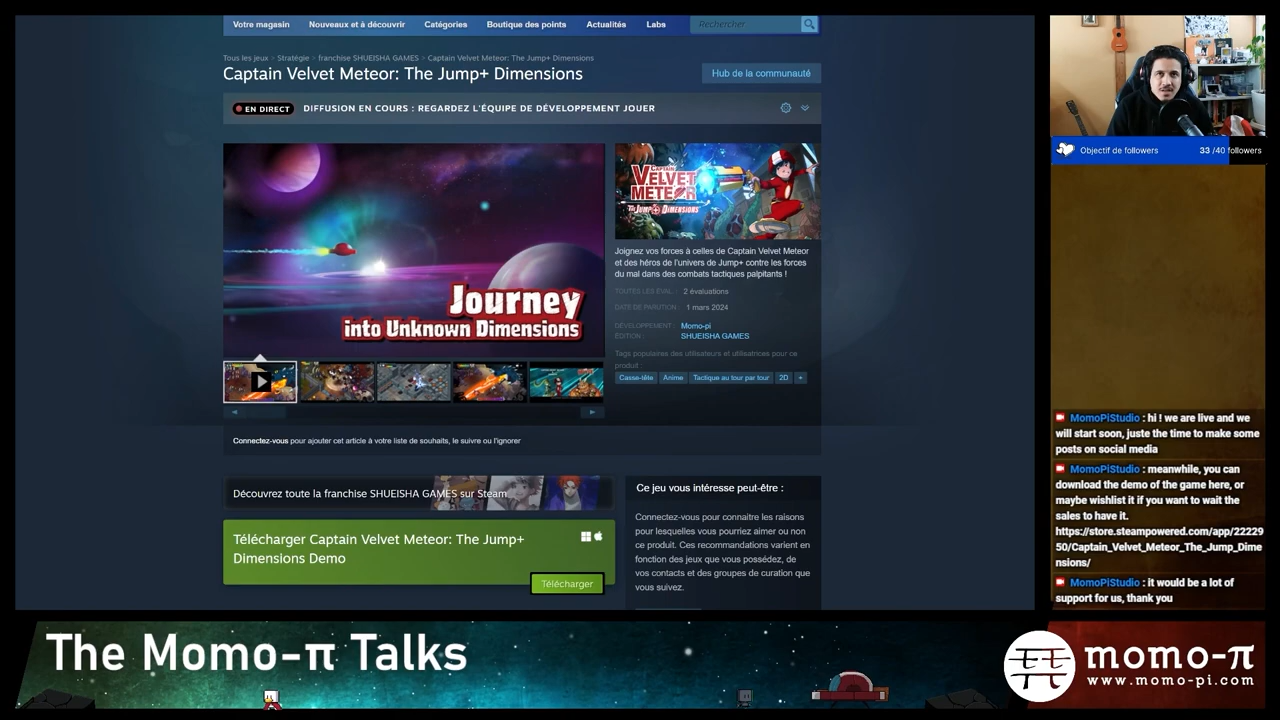 Votre magasin Nouveaux et à découvrir Catégories Boutique des points Actualités Labs Rechercher
Tous les jeux > Stratégie > franchise SHUEISHA GAMES > Captain Velvet Meteor: The Jump+ Dimensions
Captain Velvet Meteor: The Jump+ Dimensions
Hub de la communauté
EN DIRECT DIFFUSION EN COURS : REGARDEZ L'ÉQUIPE DE DÉVELOPPEMENT JOUER
Journey
into Unknown Dimensions
CAPTAIN
VELVET
METEOR
THE JUMP+ DIMENSIONS
Joignez vos forces à celles de Captain Velvet Meteor
et des héros de l'univers de Jump+ contre les forces
du mal dans des combats tactiques palpitants !
TOUTES LES ÉVAL. : 2 évaluations
DATE DE PARUTION : 1 mars 2024
DÉVELOPPEMENT : Momo-pi
ÉDITION : SHUEISHA GAMES
Tags populaires des utilisateurs et utilisatrices pour ce
produit :
Casse-tête Anime Tactique au tour par tour 2D +
Connectez-vous pour ajouter cet article à votre liste de souhaits, le suivre ou l'ignorer
Découvrez toute la franchise SHUEISHA GAMES sur Steam
Télécharger Captain Velvet Meteor: The Jump+
Dimensions Demo
Télécharger
Ce jeu vous intéresse peut-être :
Connectez-vous pour connaitre les raisons
pour lesquelles vous pourriez aimer ou non
ce produit. Ces recommandations varient en
fonction des jeux que vous possédez, de
vos contacts et des groupes de curation que
vous suivez.
Objectif de followers 33 /40 followers
MomoPiStudio : hi ! we are live and we
will start soon, juste the time to make some
posts on social media
MomoPiStudio : meanwhile, you can
download the demo of the game here, or
maybe wishlist it if you want to wait the
sales to have it.
https://store.steampowered.com/app/22229
50/Captain_Velvet_Meteor_The_Jump_Dime
nsions/
MomoPiStudio : it would be a lot of
support for us, thank you
The Momo-π Talks
momo-π
www.momo-pi.com